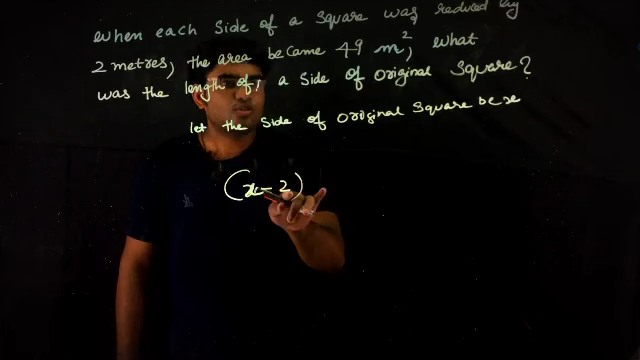 when each side of a square was reduced by
2 metres, the area became 49 m², what
was the length of, a side of original square?
let the side of original square be x
(x-2)